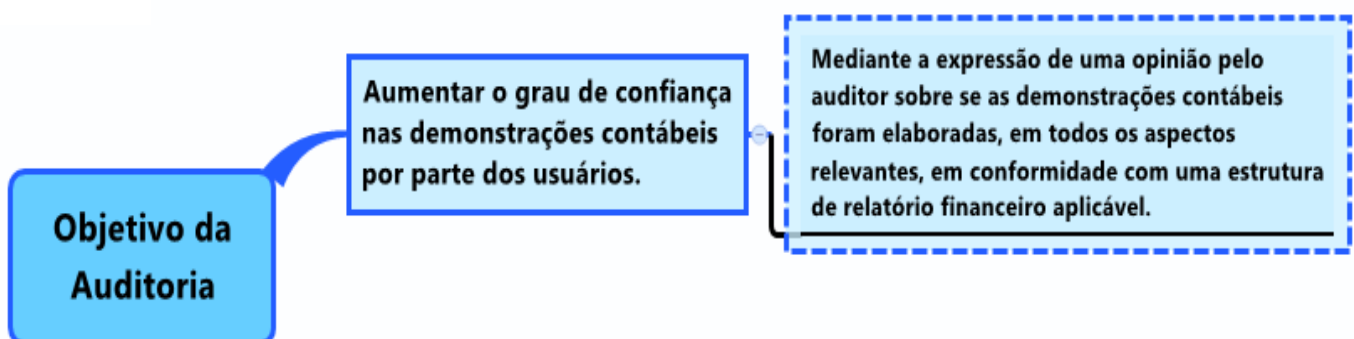 Objetivo da
Auditoria
Aumentar o grau de confiança
nas demonstrações contábeis
por parte dos usuários.
Mediante a expressão de uma opinião pelo
auditor sobre se as demonstrações contábeis
foram elaboradas, em todos os aspectos
relevantes, em conformidade com uma estrutura
de relatório financeiro aplicável.